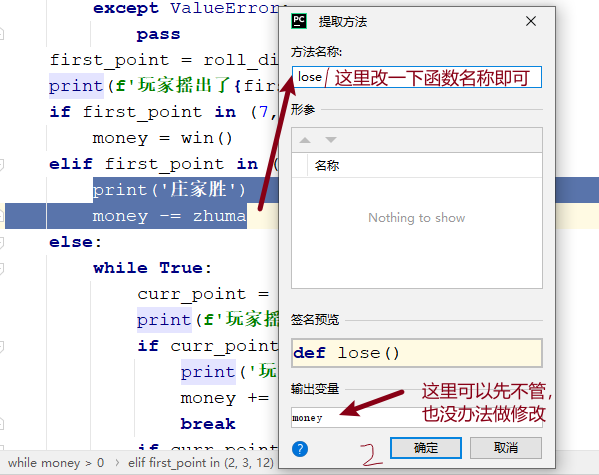 except ValueError:
pass
first_point = roll_di
print(f'玩家摇出了{firs
if first_point in (7,
money = win()
elif first_point in (
print('庄家胜')
money -= zhuma
else:
while True:
curr_point =
print(f'玩家摇
if curr_point
print('玩
money +=
break
if curr_point
while money > 0 › elif first_point in (2, 3, 12)
PC 提取方法
方法名称:
lose 这里改一下函数名称即可
形参
名称
Nothing to show
签名预览
def lose()
输出变量
money
这里可以先不管，
也没办法做修改
? 2 确定 取消